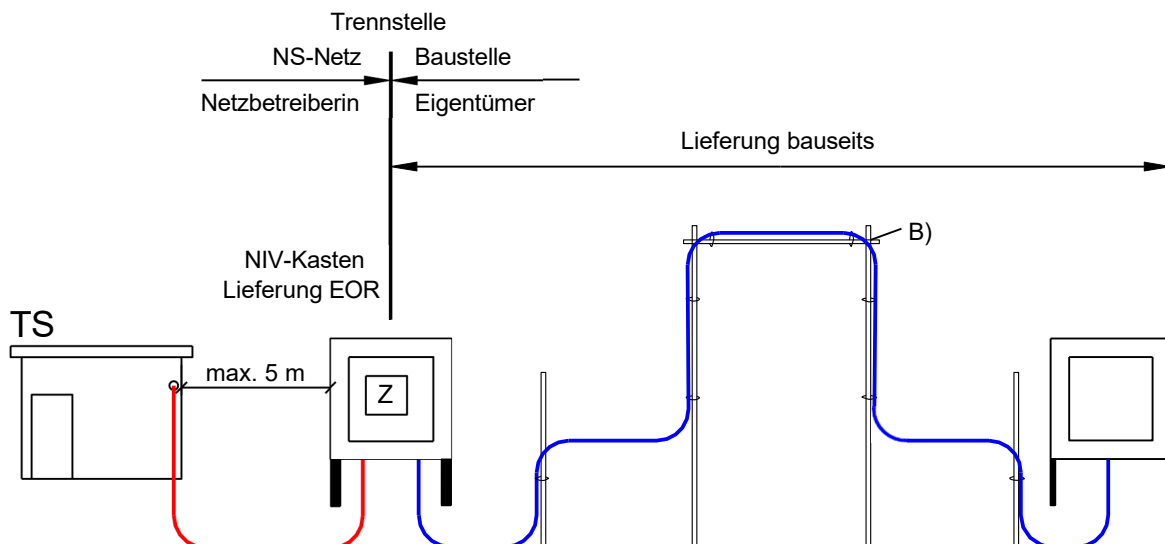 Trennstelle
NS-Netz Baustelle
Netzbetreiberin Eigentümer
Lieferung bauseits
B)
NIV-Kasten
Lieferung EOR
TS
max. 5 m
Z